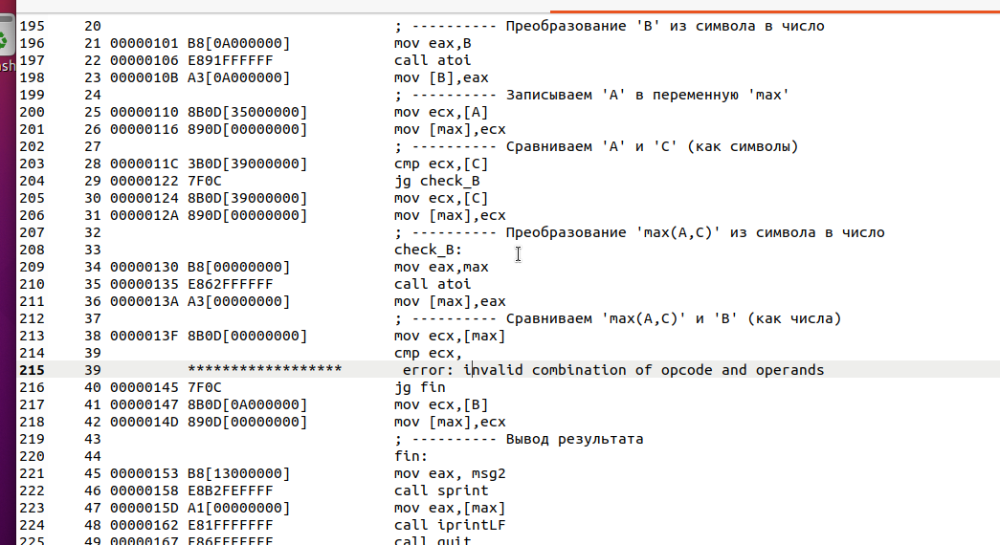 195 20 ; ---------- Преобразование 'B' из символа в число
196 21 00000101 B8[0A000000] mov eax,B
197 22 00000106 E891FFFFFF call atoi
198 23 0000010B A3[0A000000] mov [B],eax
199 24 ; ---------- Записываем 'A' в переменную 'max'
200 25 00000110 8B0D[35000000] mov ecx,[A]
201 26 00000116 890D[00000000] mov [max],ecx
202 27 ; ---------- Сравниваем 'A' и 'C' (как символы)
203 28 0000011C 3B0D[39000000] cmp ecx,[C]
204 29 00000122 7F0C jg check_B
205 30 00000124 8B0D[39000000] mov ecx,[C]
206 31 0000012A 890D[00000000] mov [max],ecx
207 32 ; ---------- Преобразование 'max(A,C)' из символа в число
208 33 check_B:
209 34 00000130 B8[00000000] mov eax,max
210 35 00000135 E862FFFFFF call atoi
211 36 0000013A A3[00000000] mov [max],eax
212 37 ; ---------- Сравниваем 'max(A,C)' и 'B' (как числа)
213 38 0000013F 8B0D[00000000] mov ecx,[max]
214 39 cmp ecx,
215 39 ****************** error: invalid combination of opcode and operands
216 40 00000145 7F0C jg fin
217 41 00000147 8B0D[0A000000] mov ecx,[B]
218 42 0000014D 890D[00000000] mov [max],ecx
219 43 ; ---------- Вывод результата
220 44 fin:
221 45 00000153 B8[13000000] mov eax, msg2
222 46 00000158 E8B2FEFFFF call sprint
223 47 0000015D A1[00000000] mov eax,[max]
224 48 00000162 E81FFFFFFF call iprintLF
225 49 00000167 E86FFFFFFF call quit